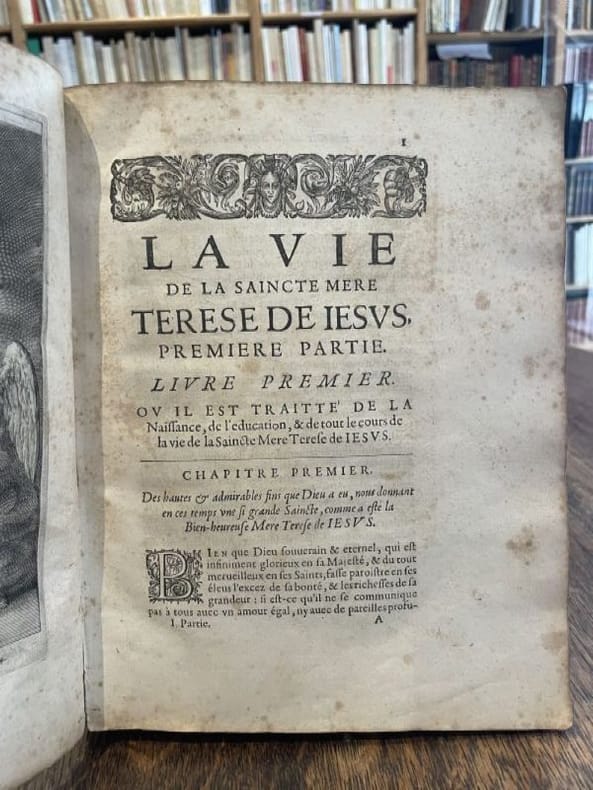 1
LA VIE
DE LA SAINCTE MERE
TERESE DE IESVS,
PREMIERE PARTIE.
LIVRE PREMIER.
OV IL EST TRAITTE' DE LA
Naissance, de l'education, & de tout le cours de
la vie de la Saincte Mere Terese de IESVS.
CHAPITRE PREMIER.
Des hautes & admirables fins que Dieu a eu, nous donnant
en ces temps vne si grande Saincte, comme a esté la
Bien-heureuse Mere Terese de IESVS.
BIEN que Dieu souuerain & eternel, qui est
infiniment glorieux en sa Majesté, & du tout
merueilleux en ses Saints, fasse paroistre en ses
éleus l'excez de sa bonté, & les richesses de sa
grandeur : si est-ce qu'il ne se communique
pas à tous auec vn amour égal, ny auec de pareilles profu-
I. Partie. A